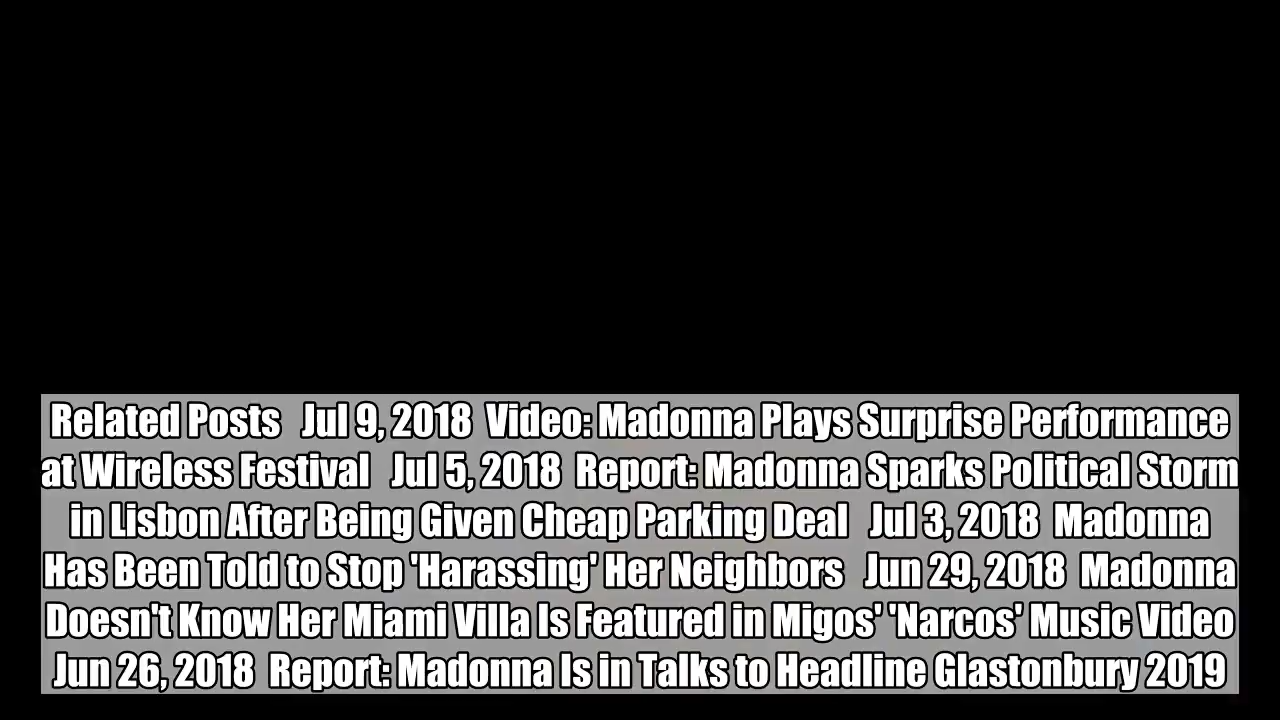 Related Posts   Jul 9, 2018  Video: Madonna Plays Surprise Performance
at Wireless Festival   Jul 5, 2018  Report: Madonna Sparks Political Storm
in Lisbon After Being Given Cheap Parking Deal   Jul 3, 2018  Madonna
Has Been Told to Stop 'Harassing' Her Neighbors   Jun 29, 2018  Madonna
Doesn't Know Her Miami Villa Is Featured in Migos' 'Narcos' Music Video
Jun 26, 2018  Report: Madonna Is in Talks to Headline Glastonbury 2019